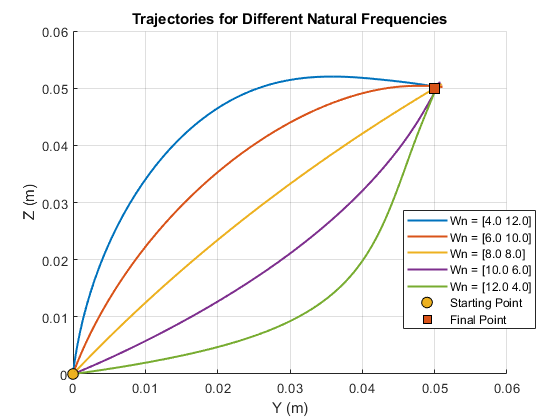 Trajectories for Different Natural Frequencies
0.06
0.05
0.04
0.03
0.02
0.01
0
Z (m)
0 0.01 0.02 0.03 0.04 0.05 0.06
Y (m)
Wn = [4.0 12.0]
Wn = [6.0 10.0]
Wn = [8.0 8.0]
Wn = [10.0 6.0]
Wn = [12.0 4.0]
Starting Point
Final Point